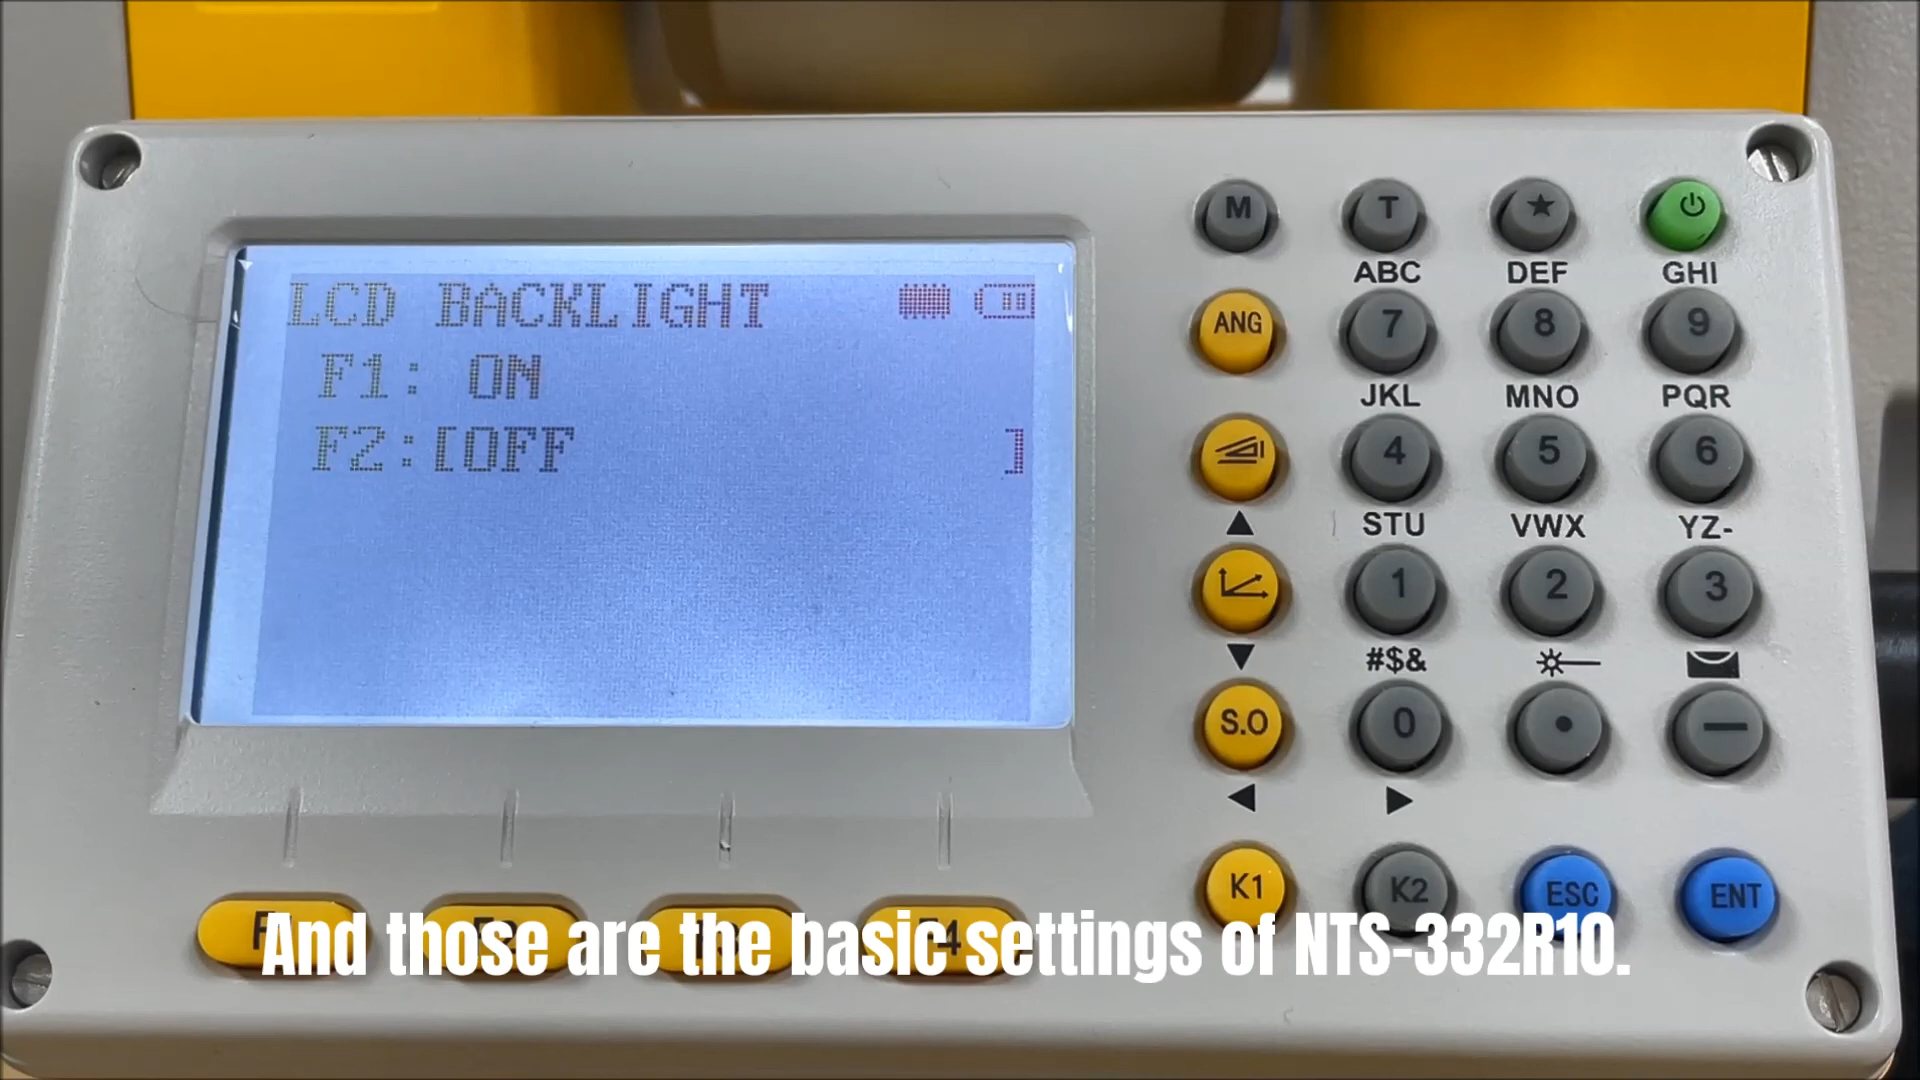 LCD BACKLIGHT
F1: ON
F2:[OFF ]
M T ★
ABC DEF GHI
ANG 7 8 9
JKL MNO PQR
4 5 6
▲ STU VWX YZ-
1 2 3
▼ #$&
S.O 0 • —
◀ ▶
K1 K2 ESC ENT
F4
And those are the basic settings of NTS-332R10.